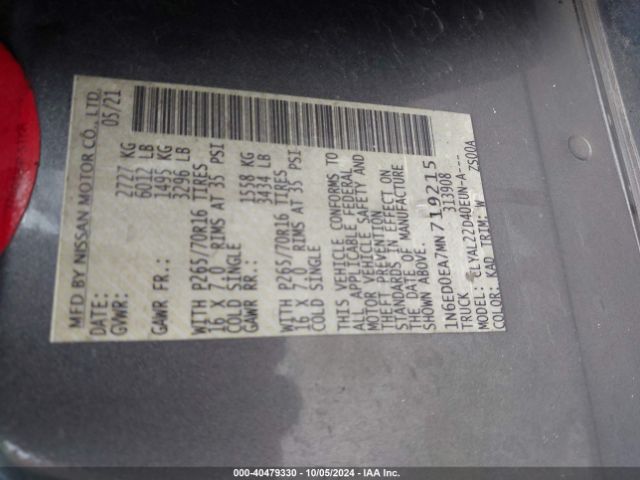 MFD BY NISSAN MOTOR CO., LTD.
DATE: 05/21
GVWR: 2727 KG
6012 LB
GAWR FR: 1495 KG
3296 LB
WITH P265/70R16 TIRES
16 X 7.0 RIMS AT 35 PSI
COLD SINGLE
GAWR RR: 1558 KG
3434 LB
WITH P265/70R16 TIRES
16 X 7.0 RIMS AT 35 PSI
COLD SINGLE
THIS VEHICLE CONFORMS TO
ALL APPLICABLE FEDERAL
MOTOR VEHICLE SAFETY AND
THEFT PREVENTION
STANDARDS IN EFFECT ON
THE DATE OF MANUFACTURE
SHOWN ABOVE.
1N6ED0EA7MN719215
TRUCK 313908
MODEL: CLYAL22D40EUN-A---
COLOR: KAD TRIM: W Z500A
000-40479330 - 10/05/2024 - IAA Inc.